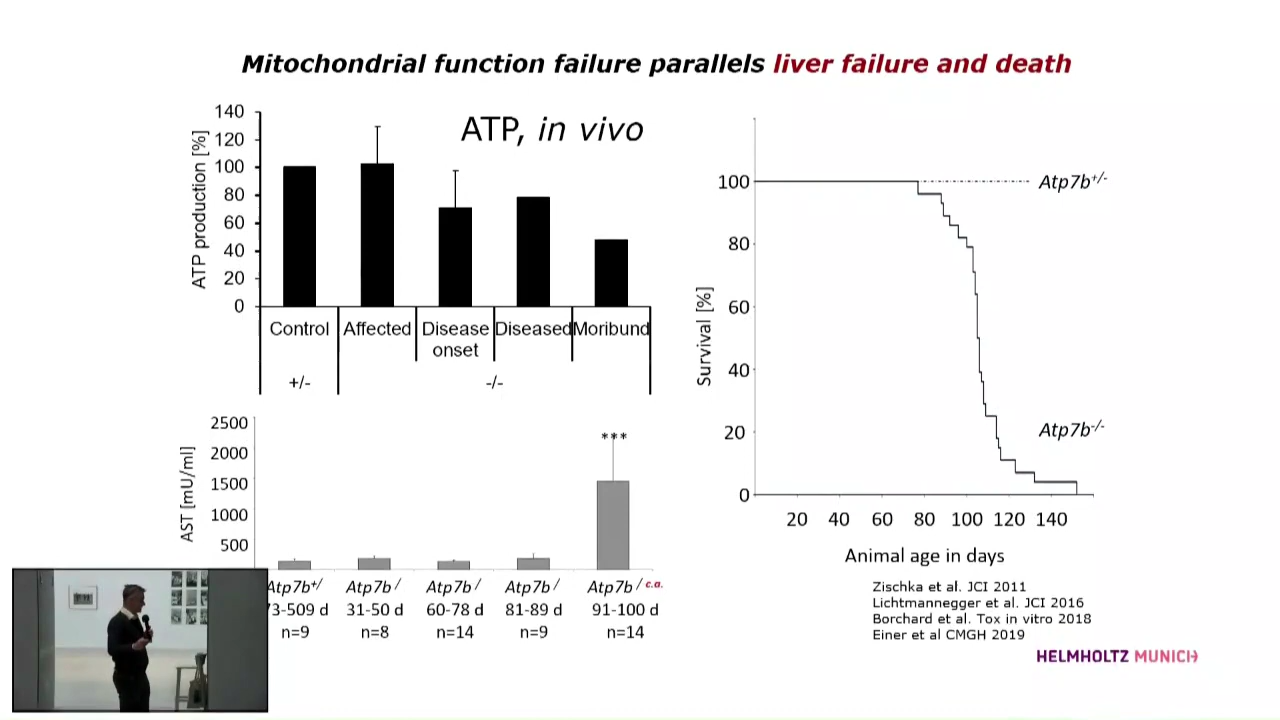 Mitochondrial function failure parallels liver failure and death
ATP, in vivo
ATP production [%]
140
120
100
80
60
40
20
0
Control
Affected
Disease onset
Diseased
Moribund
+/-
-/-
AST [mU/ml]
2500
2000
1500
1000
500
***
Atp7b+/ Atp7b / Atp7b / Atp7b / Atp7b / c.a.
73-509 d 31-50 d 60-78 d 81-89 d 91-100 d
n=9 n=8 n=14 n=9 n=14
Survival [%]
100
80
60
40
20
0
Atp7b+/-
Atp7b-/-
20 40 60 80 100 120 140
Animal age in days
Zischka et al. JCI 2011
Lichtmannegger et al. JCI 2016
Borchard et al. Tox in vitro 2018
Einer et al CMGH 2019
HELMHOLTZ MUNICH